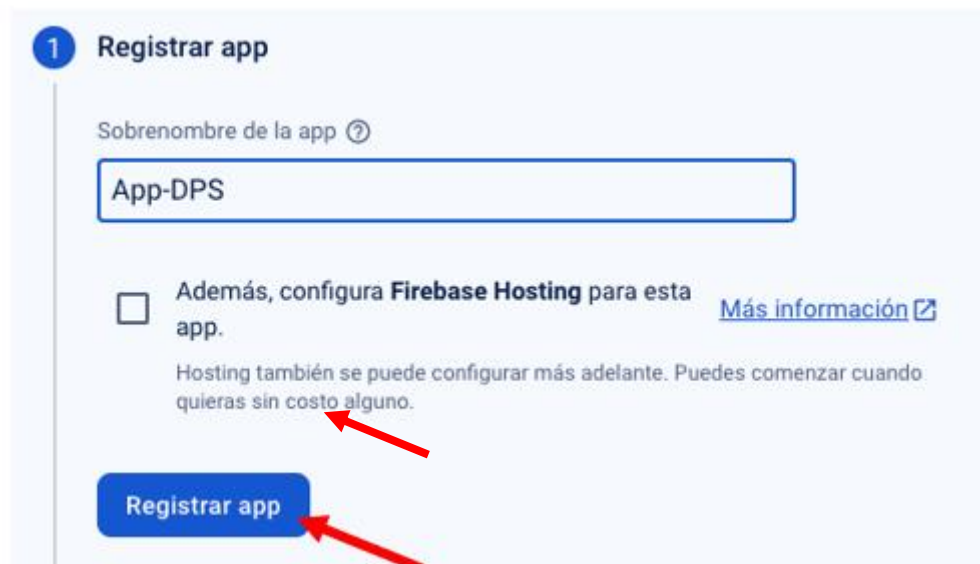 1 Registrar app
Sobrenombre de la app ?
App-DPS
Además, configura Firebase Hosting para esta
app.
Más información
Hosting también se puede configurar más adelante. Puedes comenzar cuando
quieras sin costo alguno.
Registrar app